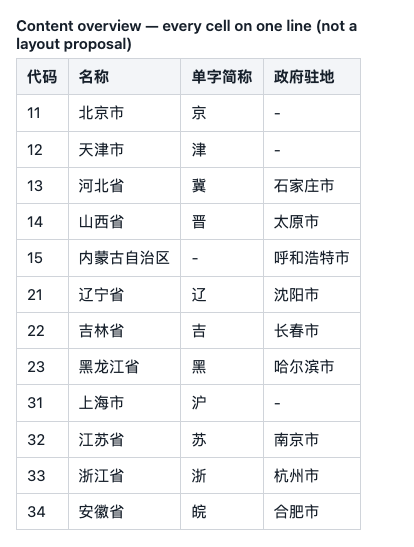 Content overview — every cell on one line (not a
layout proposal)
代码 名称 单字简称 政府驻地
11 北京市 京 -
12 天津市 津 -
13 河北省 冀 石家庄市
14 山西省 晋 太原市
15 内蒙古自治区 - 呼和浩特市
21 辽宁省 辽 沈阳市
22 吉林省 吉 长春市
23 黑龙江省 黑 哈尔滨市
31 上海市 沪 -
32 江苏省 苏 南京市
33 浙江省 浙 杭州市
34 安徽省 皖 合肥市